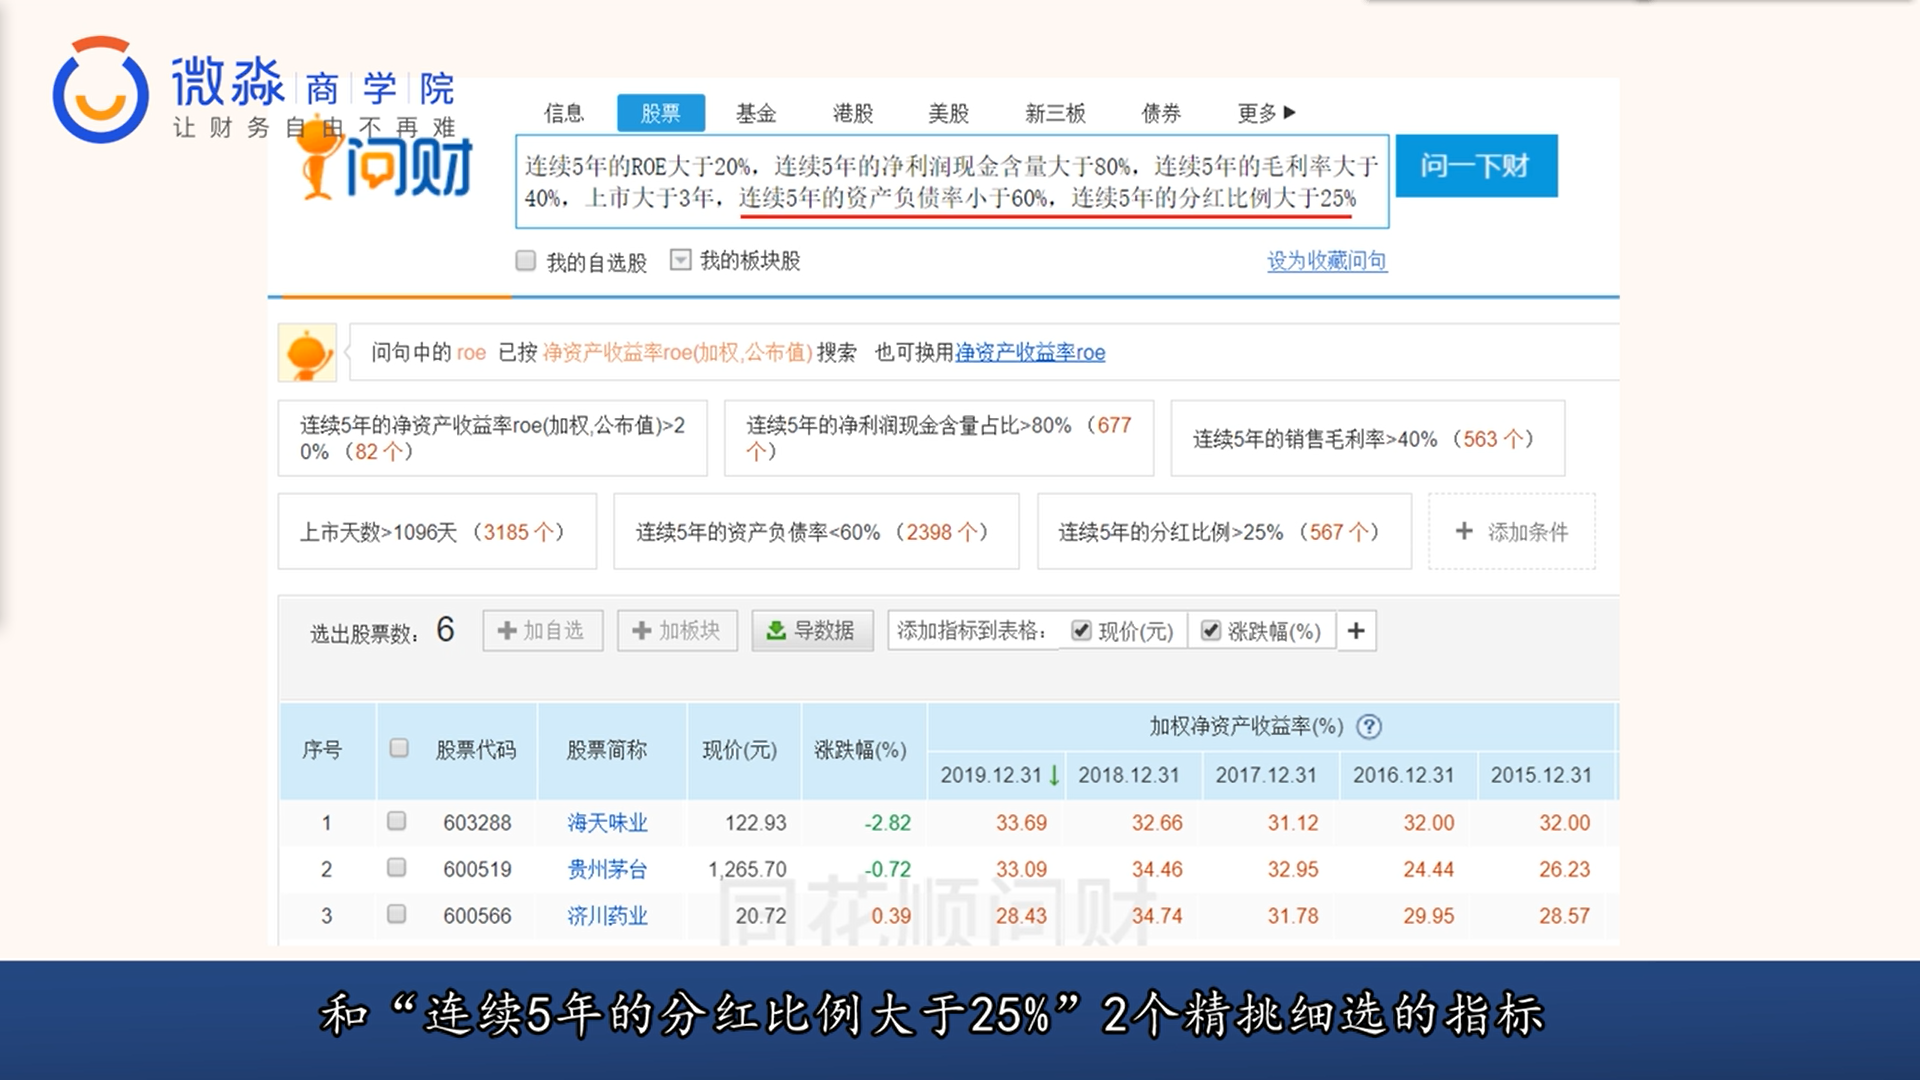 微淼 商 学 院
让财务自由不再难
问财
信息 股票 基金 港股 美股 新三板 债券 更多▶
连续5年的ROE大于20%，连续5年的净利润现金含量大于80%，连续5年的毛利率大于
40%，上市大于3年，连续5年的资产负债率小于60%，连续5年的分红比例大于25%
问一下财
我的自选股 我的板块股 设为收藏问句
问句中的 roe 已按 净资产收益率roe(加权,公布值) 搜索 也可换用净资产收益率roe
连续5年的净资产收益率roe(加权,公布值)>2
0% （82 个）
连续5年的净利润现金含量占比>80% （677
个）
连续5年的销售毛利率>40% （563 个）
上市天数>1096天 （3185 个） 连续5年的资产负债率<60% （2398 个） 连续5年的分红比例>25% （567 个） + 添加条件
选出股票数： 6 +加自选 +加板块 导数据 添加指标到表格： 现价(元) 涨跌幅(%) +
序号 股票代码 股票简称 现价(元) 涨跌幅(%) 加权净资产收益率(%) ?
2019.12.31↓ 2018.12.31 2017.12.31 2016.12.31 2015.12.31
1 603288 海天味业 122.93 -2.82 33.69 32.66 31.12 32.00 32.00
2 600519 贵州茅台 1,265.70 -0.72 33.09 34.46 32.95 24.44 26.23
3 600566 济川药业 20.72 0.39 28.43 34.74 31.78 29.95 28.57
同花顺问财
和“连续5年的分红比例大于25%”2个精挑细选的指标